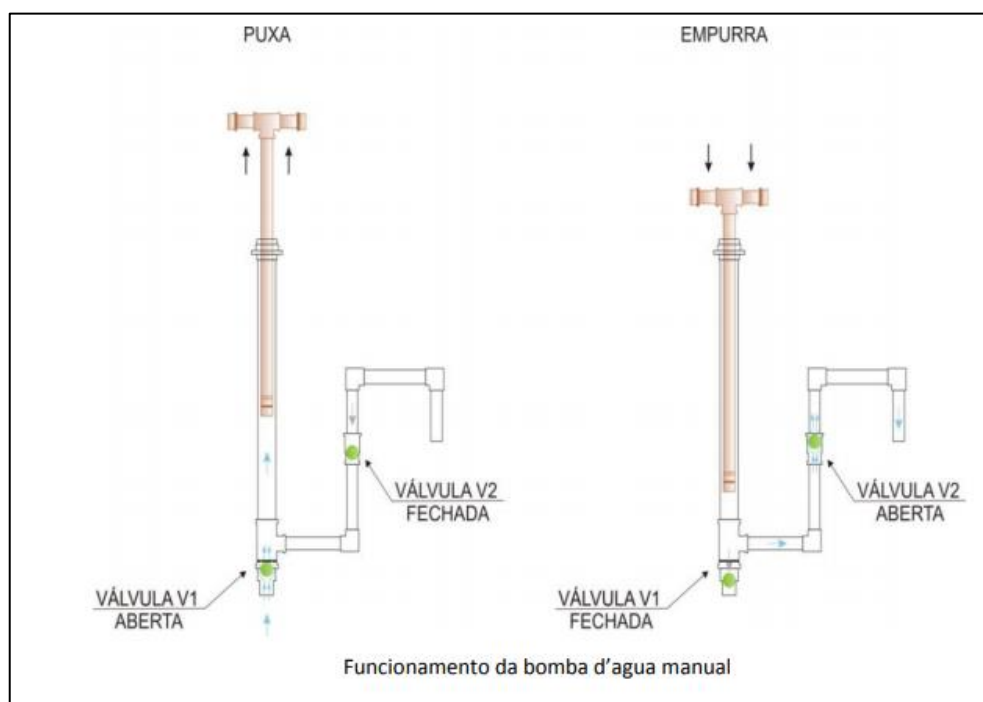 PUXA
EMPURRA
VÁLVULA V2
FECHADA
VÁLVULA V1
ABERTA
VÁLVULA V2
ABERTA
VÁLVULA V1
FECHADA
Funcionamento da bomba d’agua manual